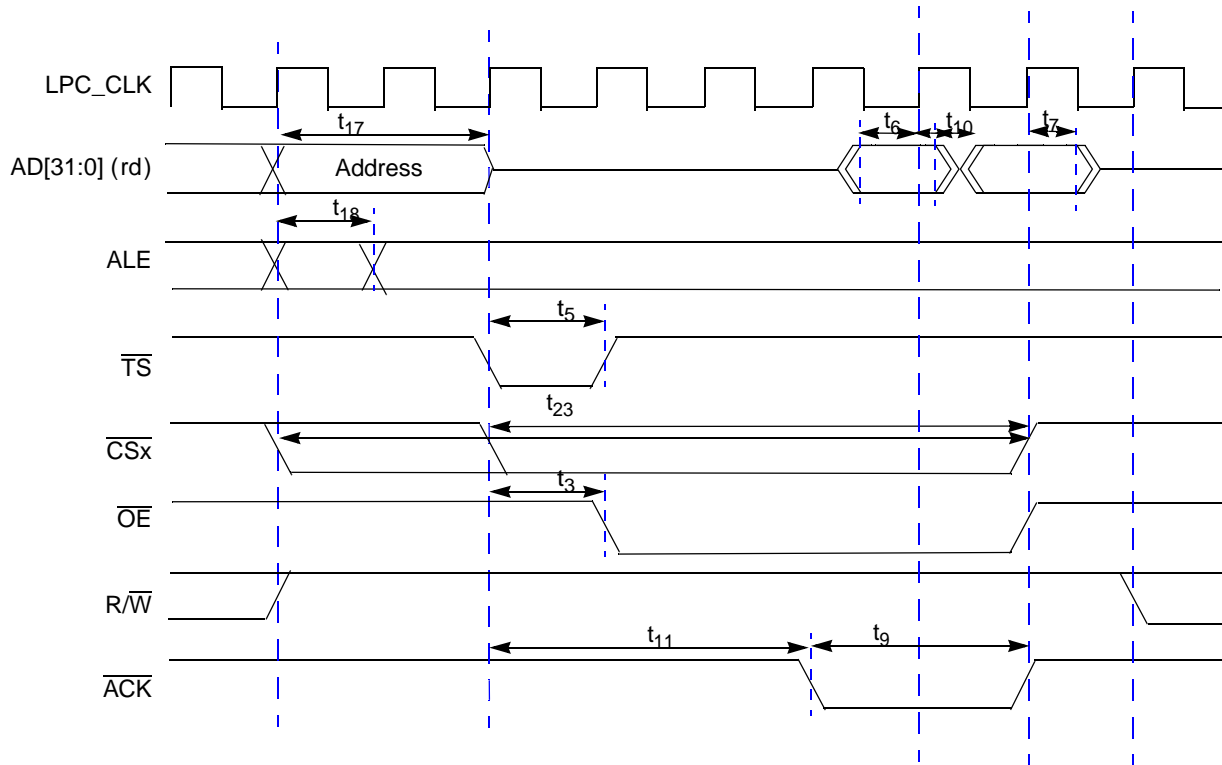 LPC_CLK
t17
t6
t10
t7
AD[31:0] (rd)
Address
t18
ALE
t5
TS
t23
CSx
t3
OE
R/W
t11
t9
ACK